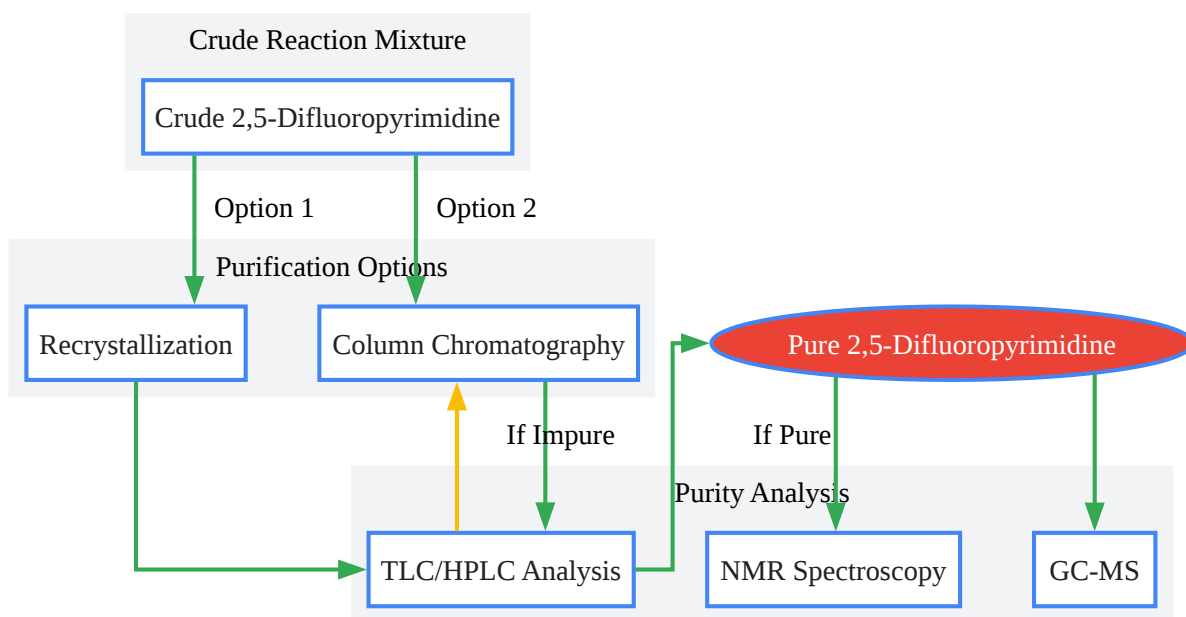 Crude Reaction Mixture
Crude 2,5-Difluoropyrimidine
Option 1
Option 2
Purification Options
Recrystallization
Column Chromatography
Pure 2,5-Difluoropyrimidine
If Impure
If Pure
Purity Analysis
TLC/HPLC Analysis
NMR Spectroscopy
GC-MS